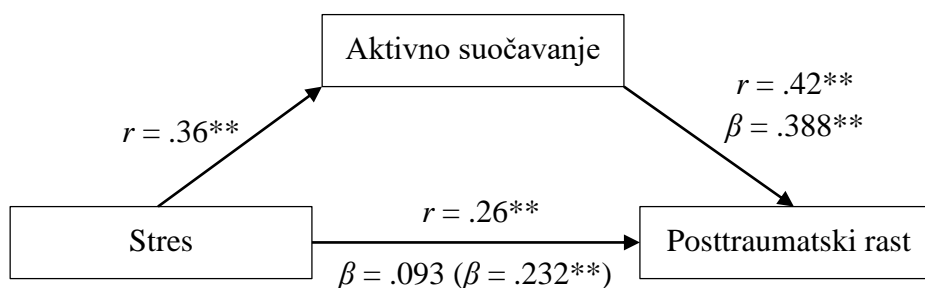 Aktivno suočavanje
r = .42**
β = .388**
r = .36**
r = .26**
Stres
Posttraumatski rast
β = .093 (β = .232**)